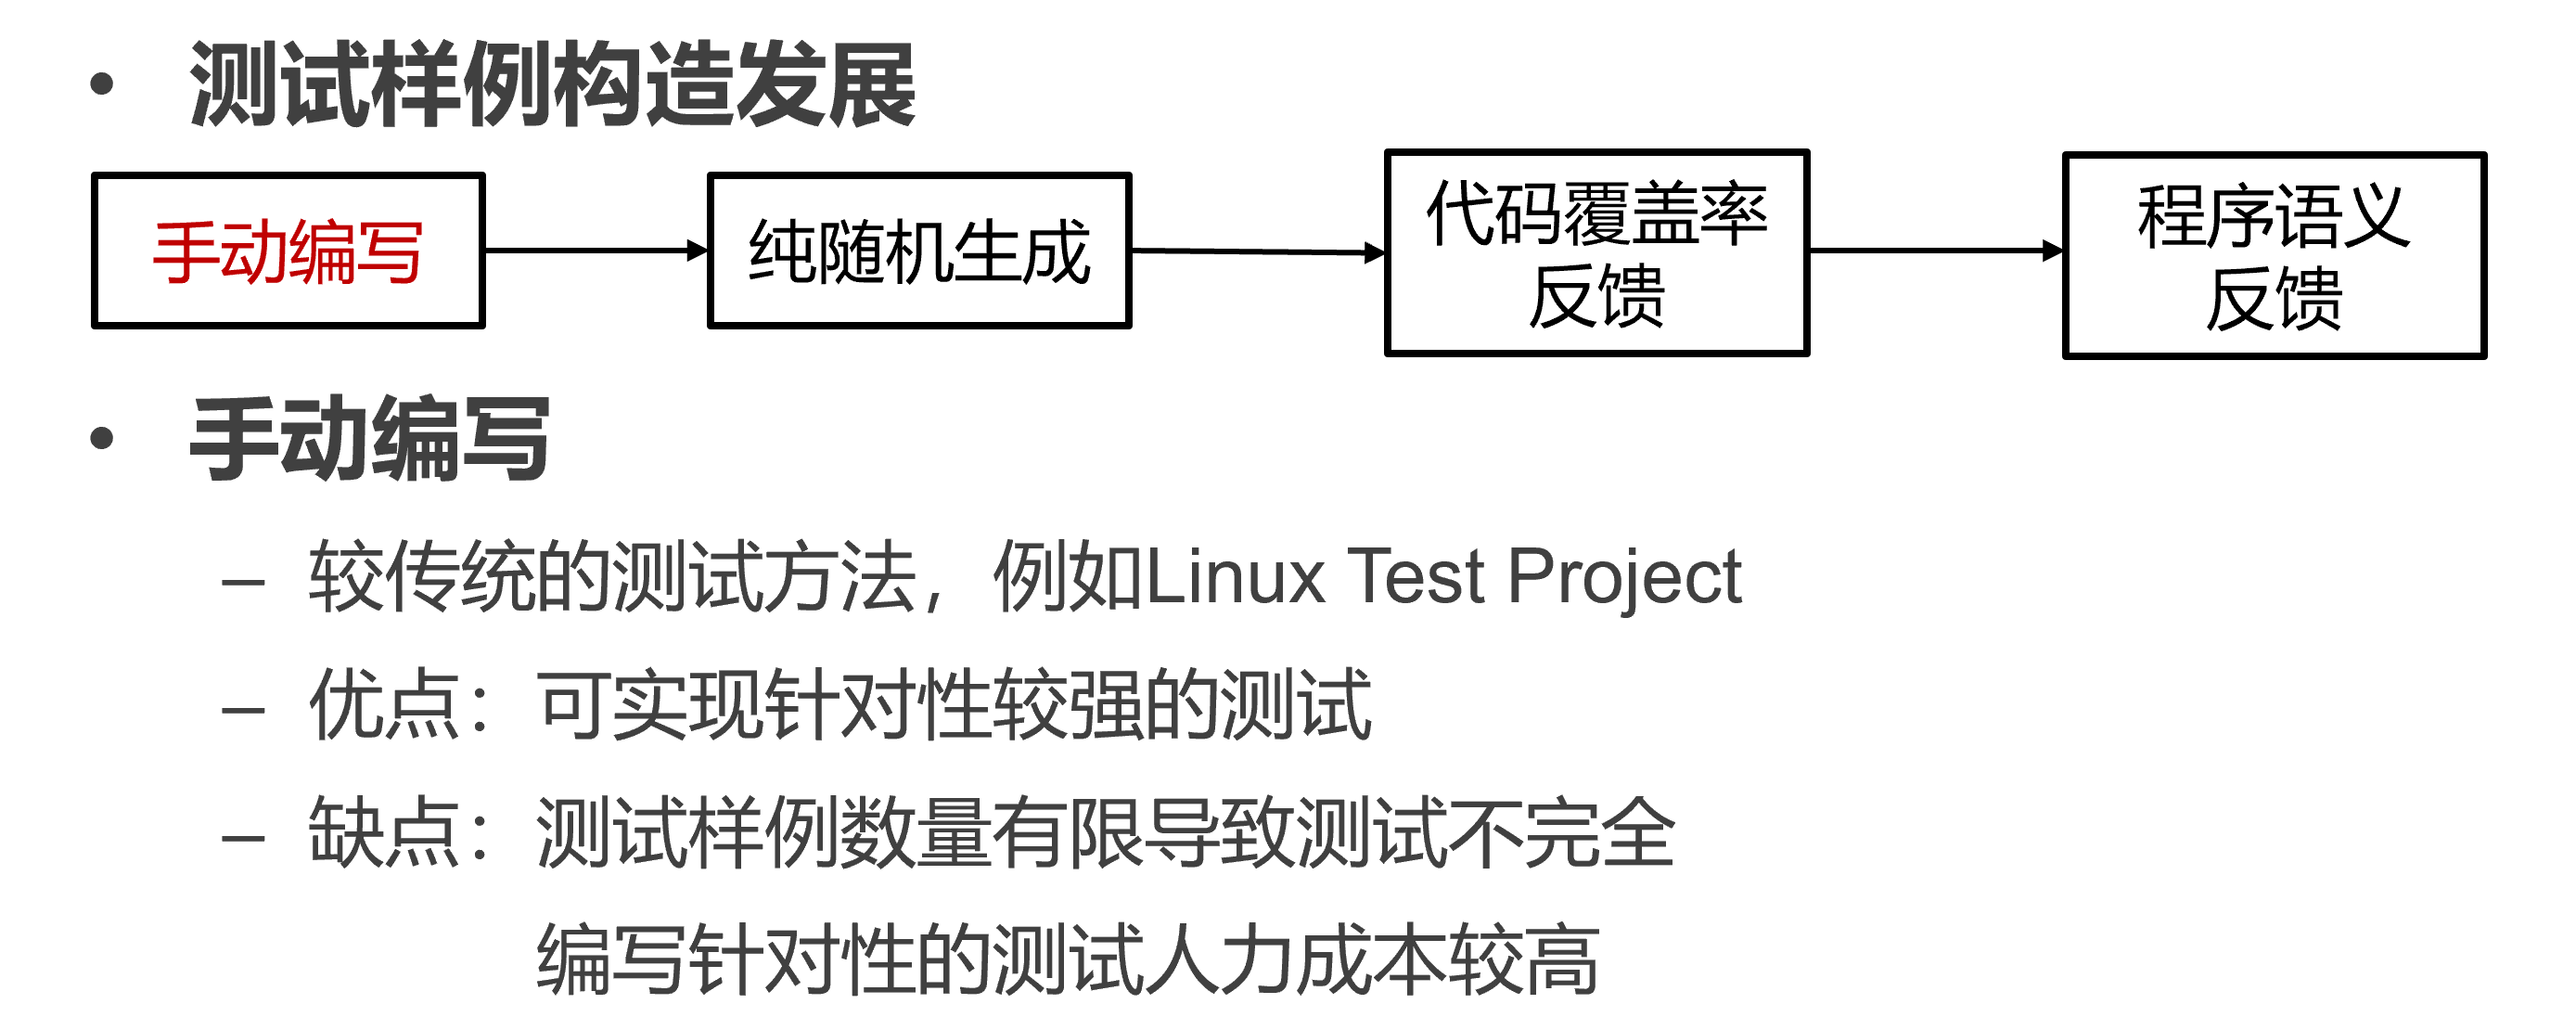 • 测试样例构造发展
手动编写
纯随机生成
代码覆盖率
反馈
程序语义
反馈
• 手动编写
– 较传统的测试方法，例如Linux Test Project
– 优点：可实现针对性较强的测试
– 缺点：测试样例数量有限导致测试不完全
编写针对性的测试人力成本较高